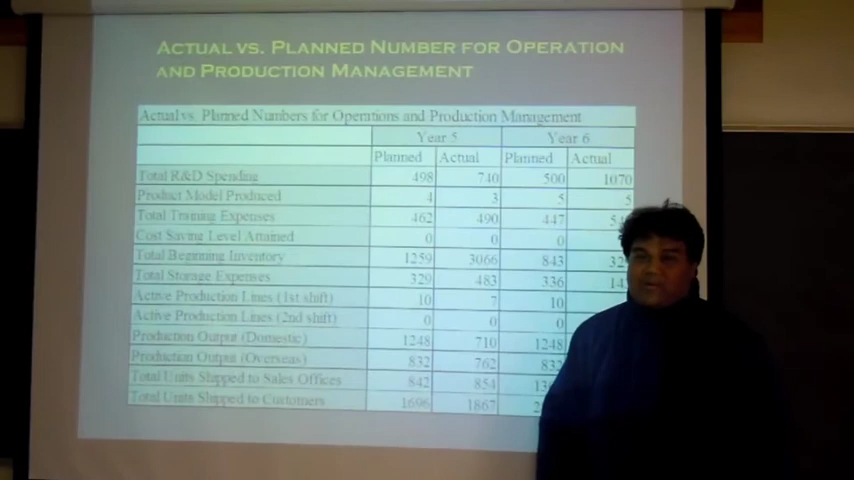 ACTUAL VS. PLANNED NUMBER FOR OPERATION
AND PRODUCTION MANAGEMENT
Actual vs. Planned Numbers for Operations and Production Management
Year 5 Year 6
Planned Actual Planned Actual
Total R&D Spending 498 740 500 1070
Product Model Produced 4 3 5 5
Total Training Expenses 462 490 447
Cost Saving Level Attained 0 0 0
Total Beginning Inventory 1259 3066 843
Total Storage Expenses 329 483 336
Active Production Lines (1st shift) 10 7 10
Active Production Lines (2nd shift) 0 0 0
Production Output (Domestic) 1248 710 1248
Production Output (Overseas) 832 762 832
Total Units Shipped to Sales Offices 842 854
Total Units Shipped to Customers 1696 1867